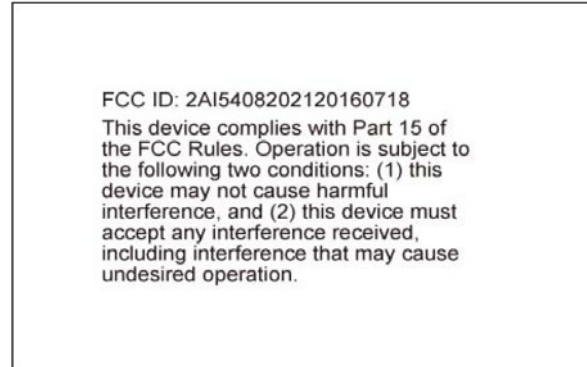 FCC ID: 2AI5408202120160718
This device complies with Part 15 of
the FCC Rules. Operation is subject to
the following two conditions: (1) this
device may not cause harmful
interference, and (2) this device must
accept any interference received,
including interference that may cause
undesired operation.